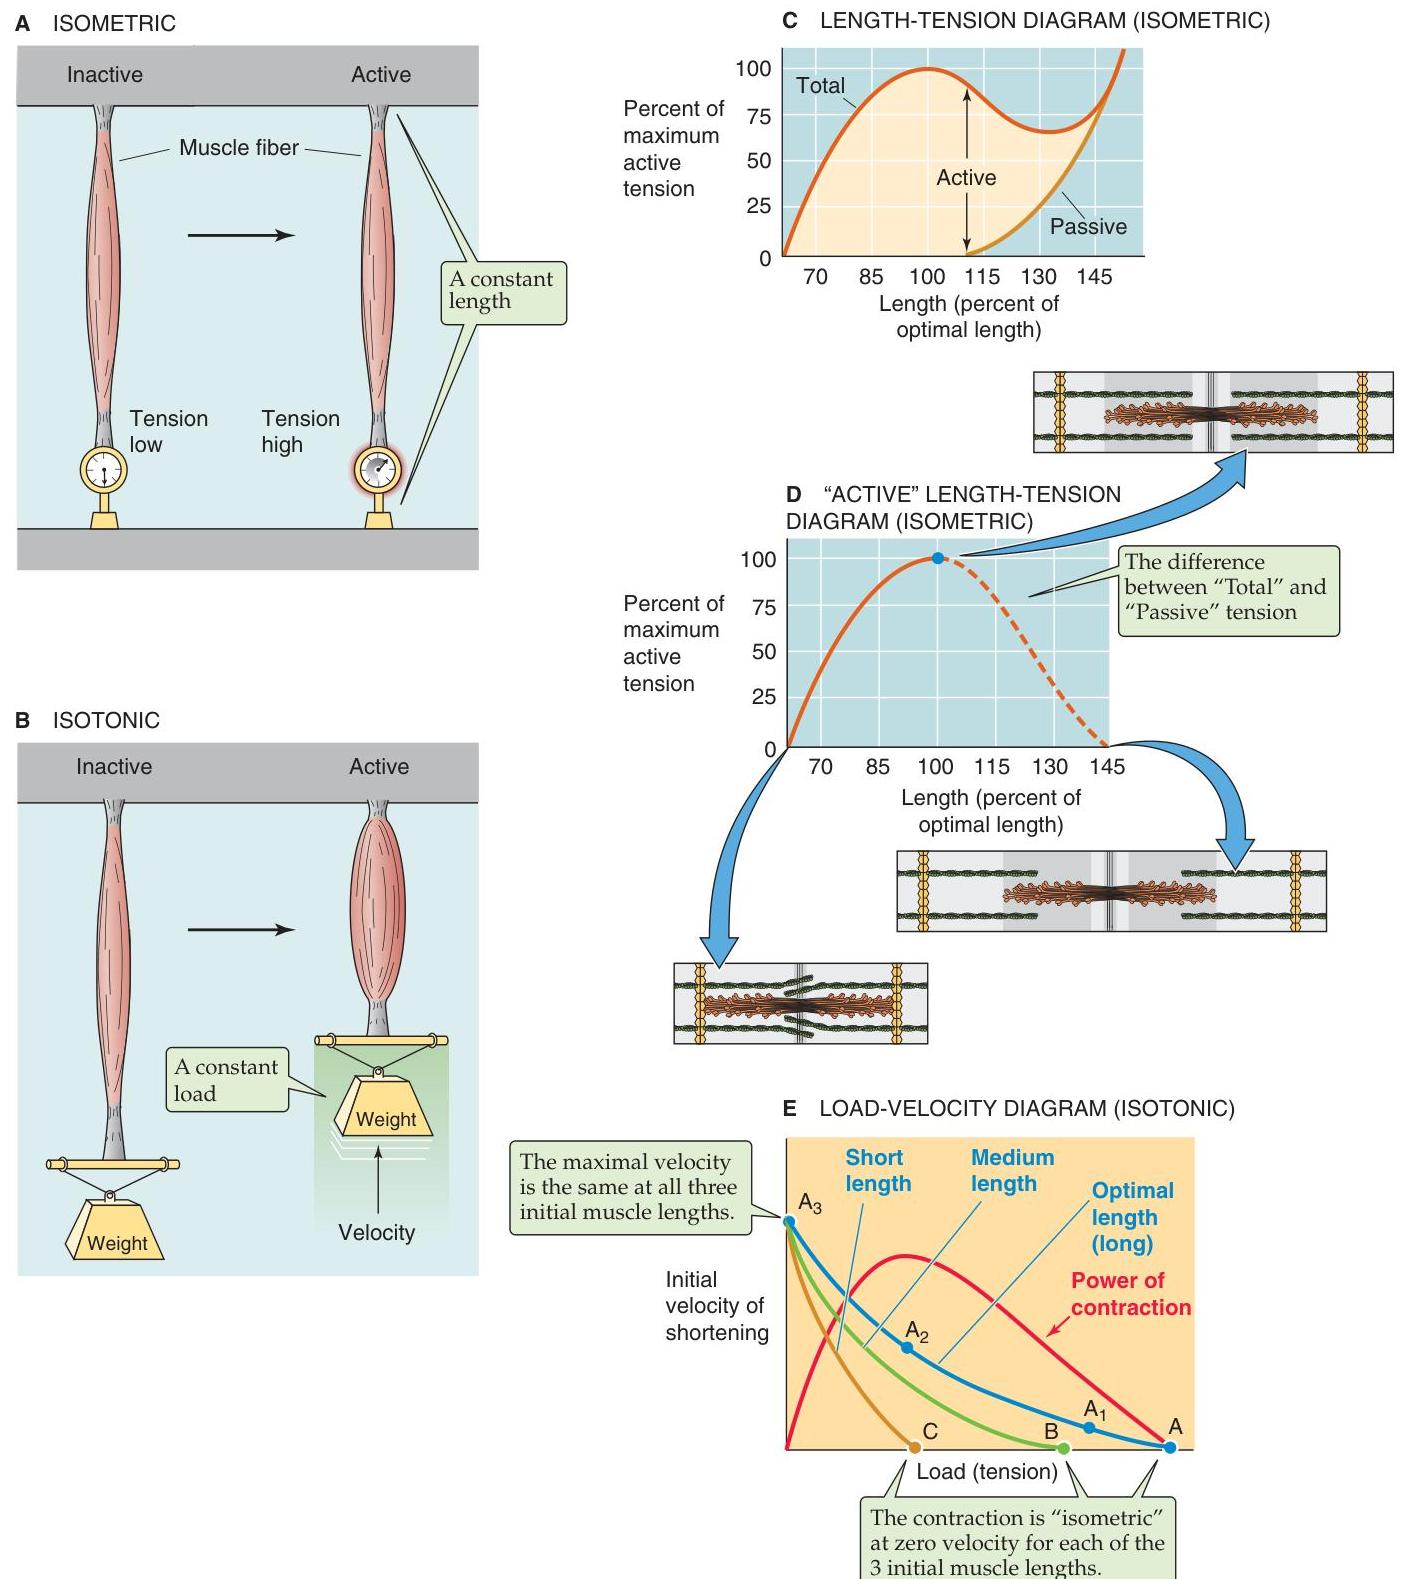 A ISOMETRIC
Inactive
Active
Muscle fiber
A constant
length
Tension
low
Tension
high
B ISOTONIC
Inactive
Active
A constant
load
Weight
Weight
Velocity
C LENGTH-TENSION DIAGRAM (ISOMETRIC)
Percent of
maximum
active
tension
100
75
50
25
0
Total
Active
Passive
70 85 100 115 130 145
Length (percent of
optimal length)
D “ACTIVE” LENGTH-TENSION
DIAGRAM (ISOMETRIC)
Percent of
maximum
active
tension
100
75
50
25
0
The difference
between “Total” and
“Passive” tension
70 85 100 115 130 145
Length (percent of
optimal length)
E LOAD-VELOCITY DIAGRAM (ISOTONIC)
The maximal velocity
is the same at all three
initial muscle lengths.
Initial
velocity of
shortening
Short
length
Medium
length
Optimal
length
(long)
Power of
contraction
A3
A2
A1
A
B
C
Load (tension)
The contraction is “isometric”
at zero velocity for each of the
3 initial muscle lengths.